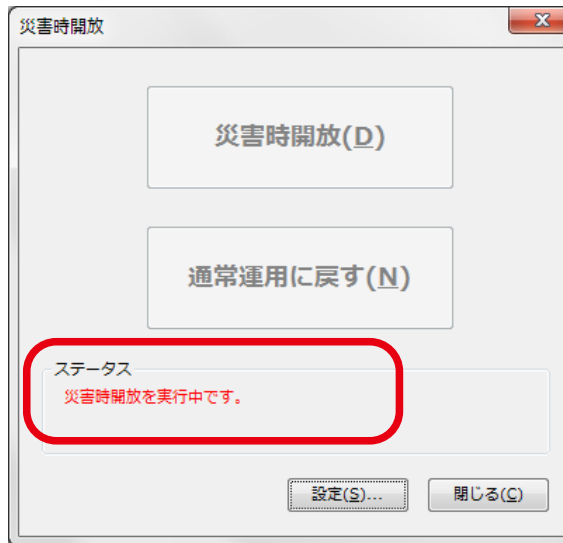 災害時開放
災害時開放(D)
通常運用に戻す(N)
ステータス
災害時開放を実行中です。
設定(S)...
閉じる(C)